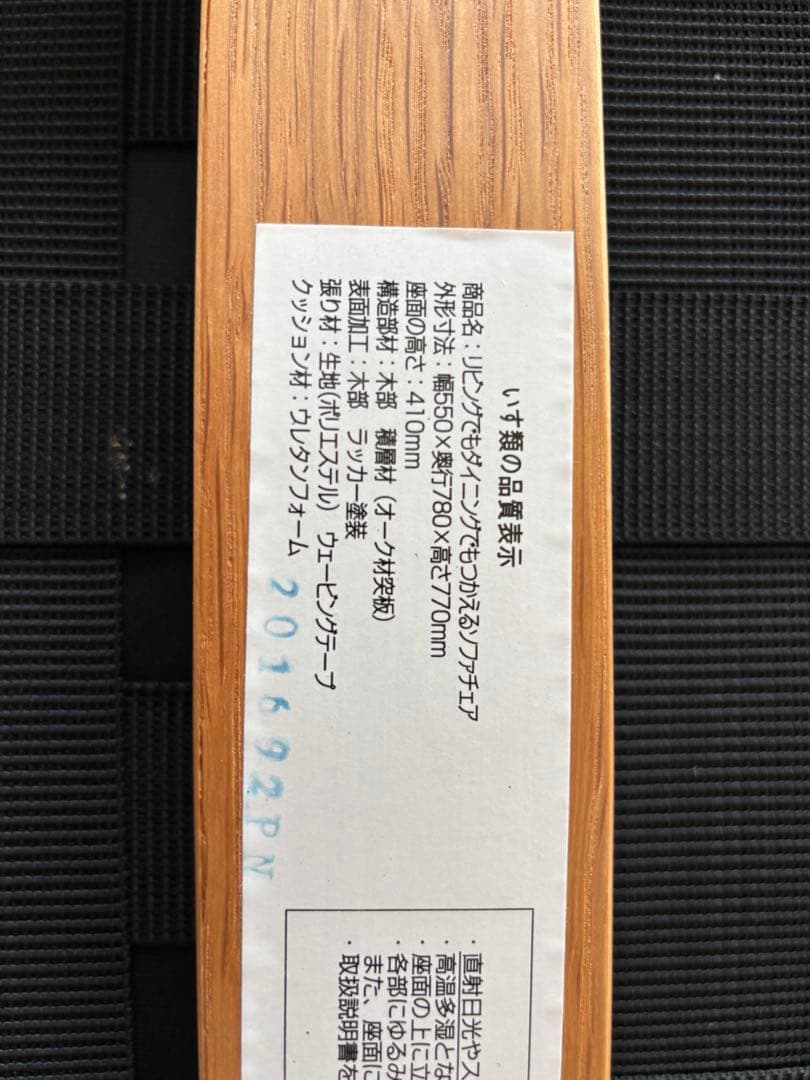 いす類の品質表示
商品名：リビングでもダイニングでもつかえるソファチェア
外形寸法：幅550×奥行780×高さ770mm
座面の高さ：410mm
構造部材：木部　積層材（オーク材突板）
表面加工：木部　ラッカー塗装
張り材：生地(ポリエステル)　ウェービングテープ
クッション材：ウレタンフォーム
201692PN
・直射日光やス
・高温多湿とな
・座面の上に立
・各部にゆるみ
また、座面に
・取扱説明書を